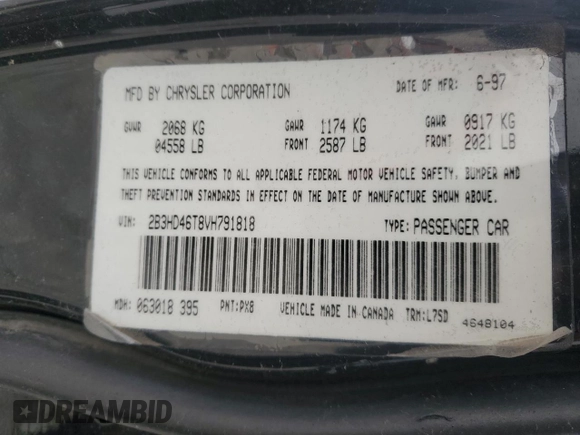 MFD BY CHRYSLER CORPORATION DATE OF MFR: 6-97
GVWR 2068 KG GAWR 1174 KG GAWR 0917 KG
04558 LB FRONT 2587 LB FRONT 2021 LB
THIS VEHICLE CONFORMS TO ALL APPLICABLE FEDERAL MOTOR VEHICLE SAFETY, BUMPER AND
THEFT PREVENTION STANDARDS IN EFFECT ON THE DATE OF MANUFACTURE SHOWN ABOVE.
VIN: 2B3HD46T8VH791818 TYPE: PASSENGER CAR
MDH: 063018 395 PNT:PX8 VEHICLE MADE IN CANADA TRM:L7SD
4648104
DREAMBID